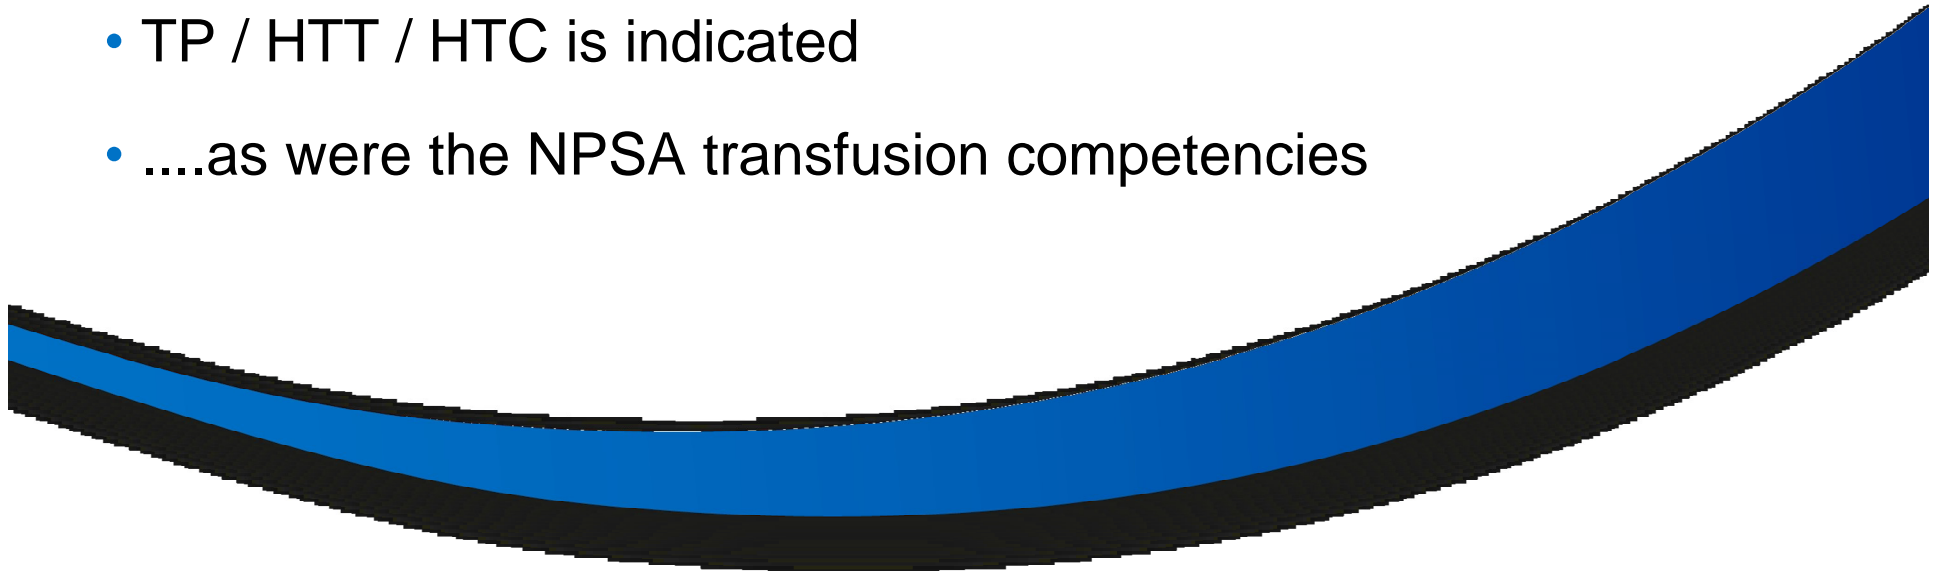 • TP / HTT / HTC is indicated
• ....as were the NPSA transfusion competencies